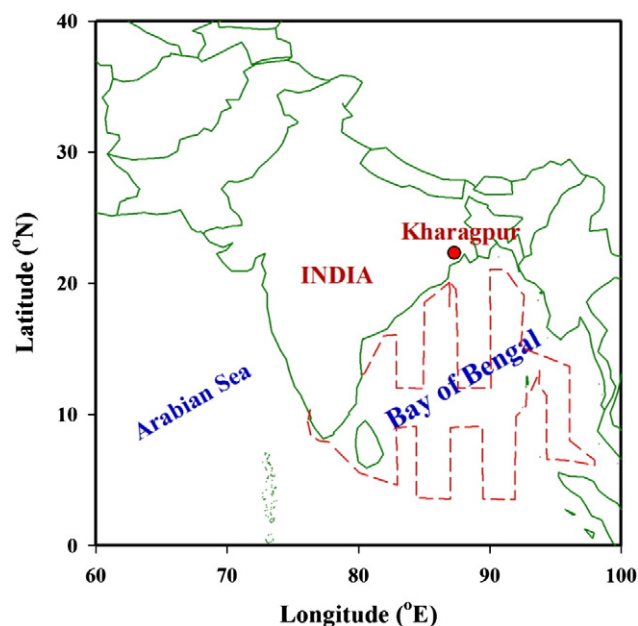 40
30
20
10
0
60
70
80
90
100
Latitude (°N)
Longitude (°E)
Kharagpur
INDIA
Arabian Sea
Bay of Bengal